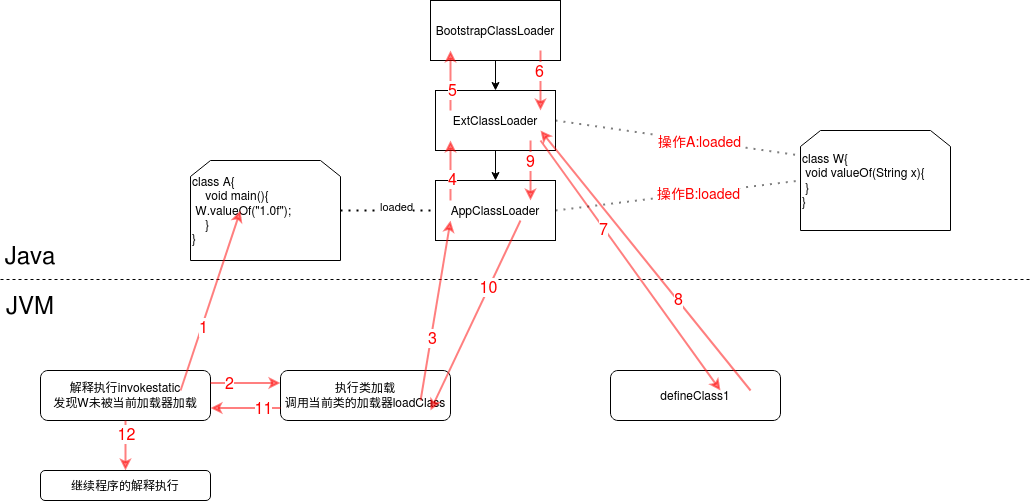 BootstrapClassLoader
6
5
ExtClassLoader
操作A:loaded
class W{
void valueOf(String x){
}
}
9
4
class A{
void main(){
W.valueOf("1.0f");
}
}
loaded
AppClassLoader
操作B:loaded
7
Java
JVM
10
8
1
3
解释执行invokestatic
发现W未被当前加载器加载
2
11
执行类加载
调用当前类的加载器loadClass
defineClass1
12
继续程序的解释执行